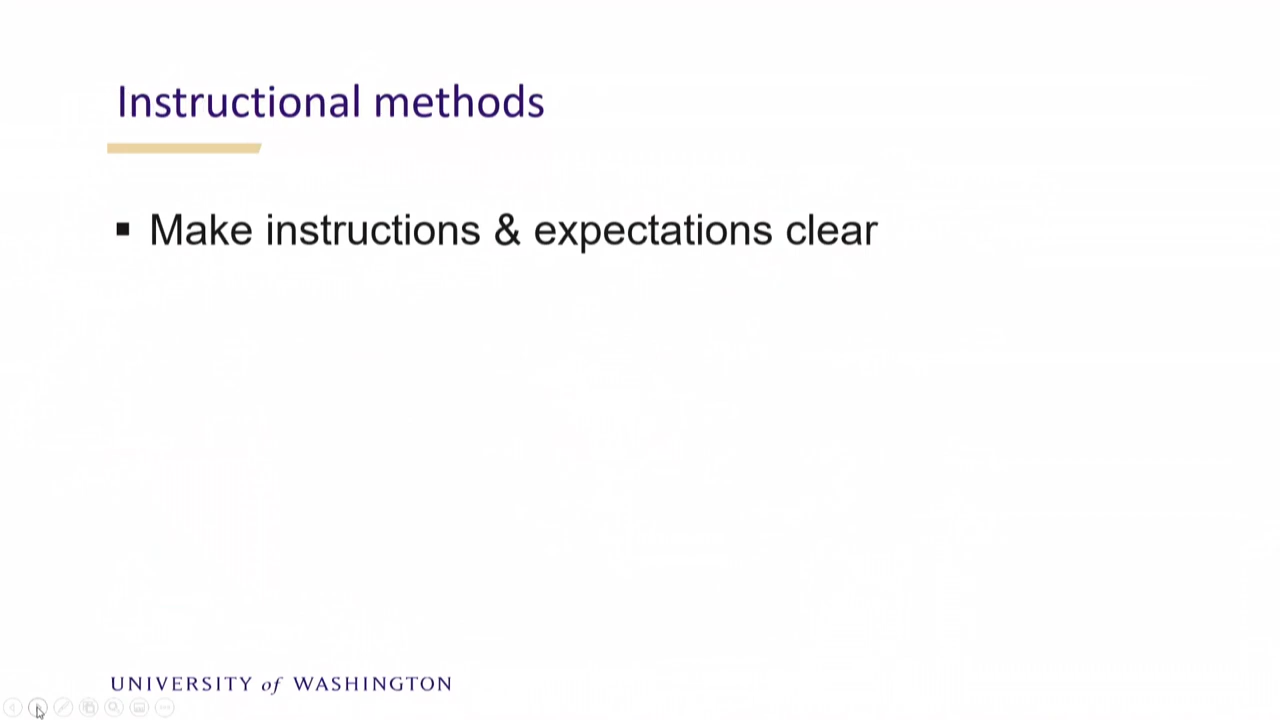 Instructional methods
▪ Make instructions & expectations clear
UNIVERSITY of WASHINGTON